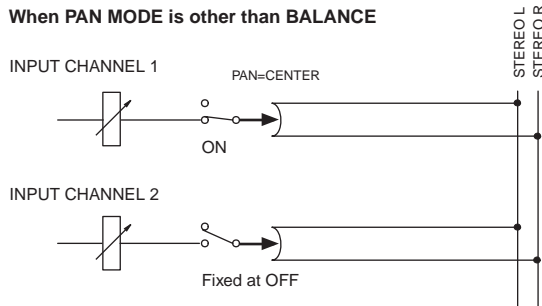 When PAN MODE is other than BALANCE
STEREO L
STEREO R
INPUT CHANNEL 1
PAN=CENTER
ON
INPUT CHANNEL 2
Fixed at OFF